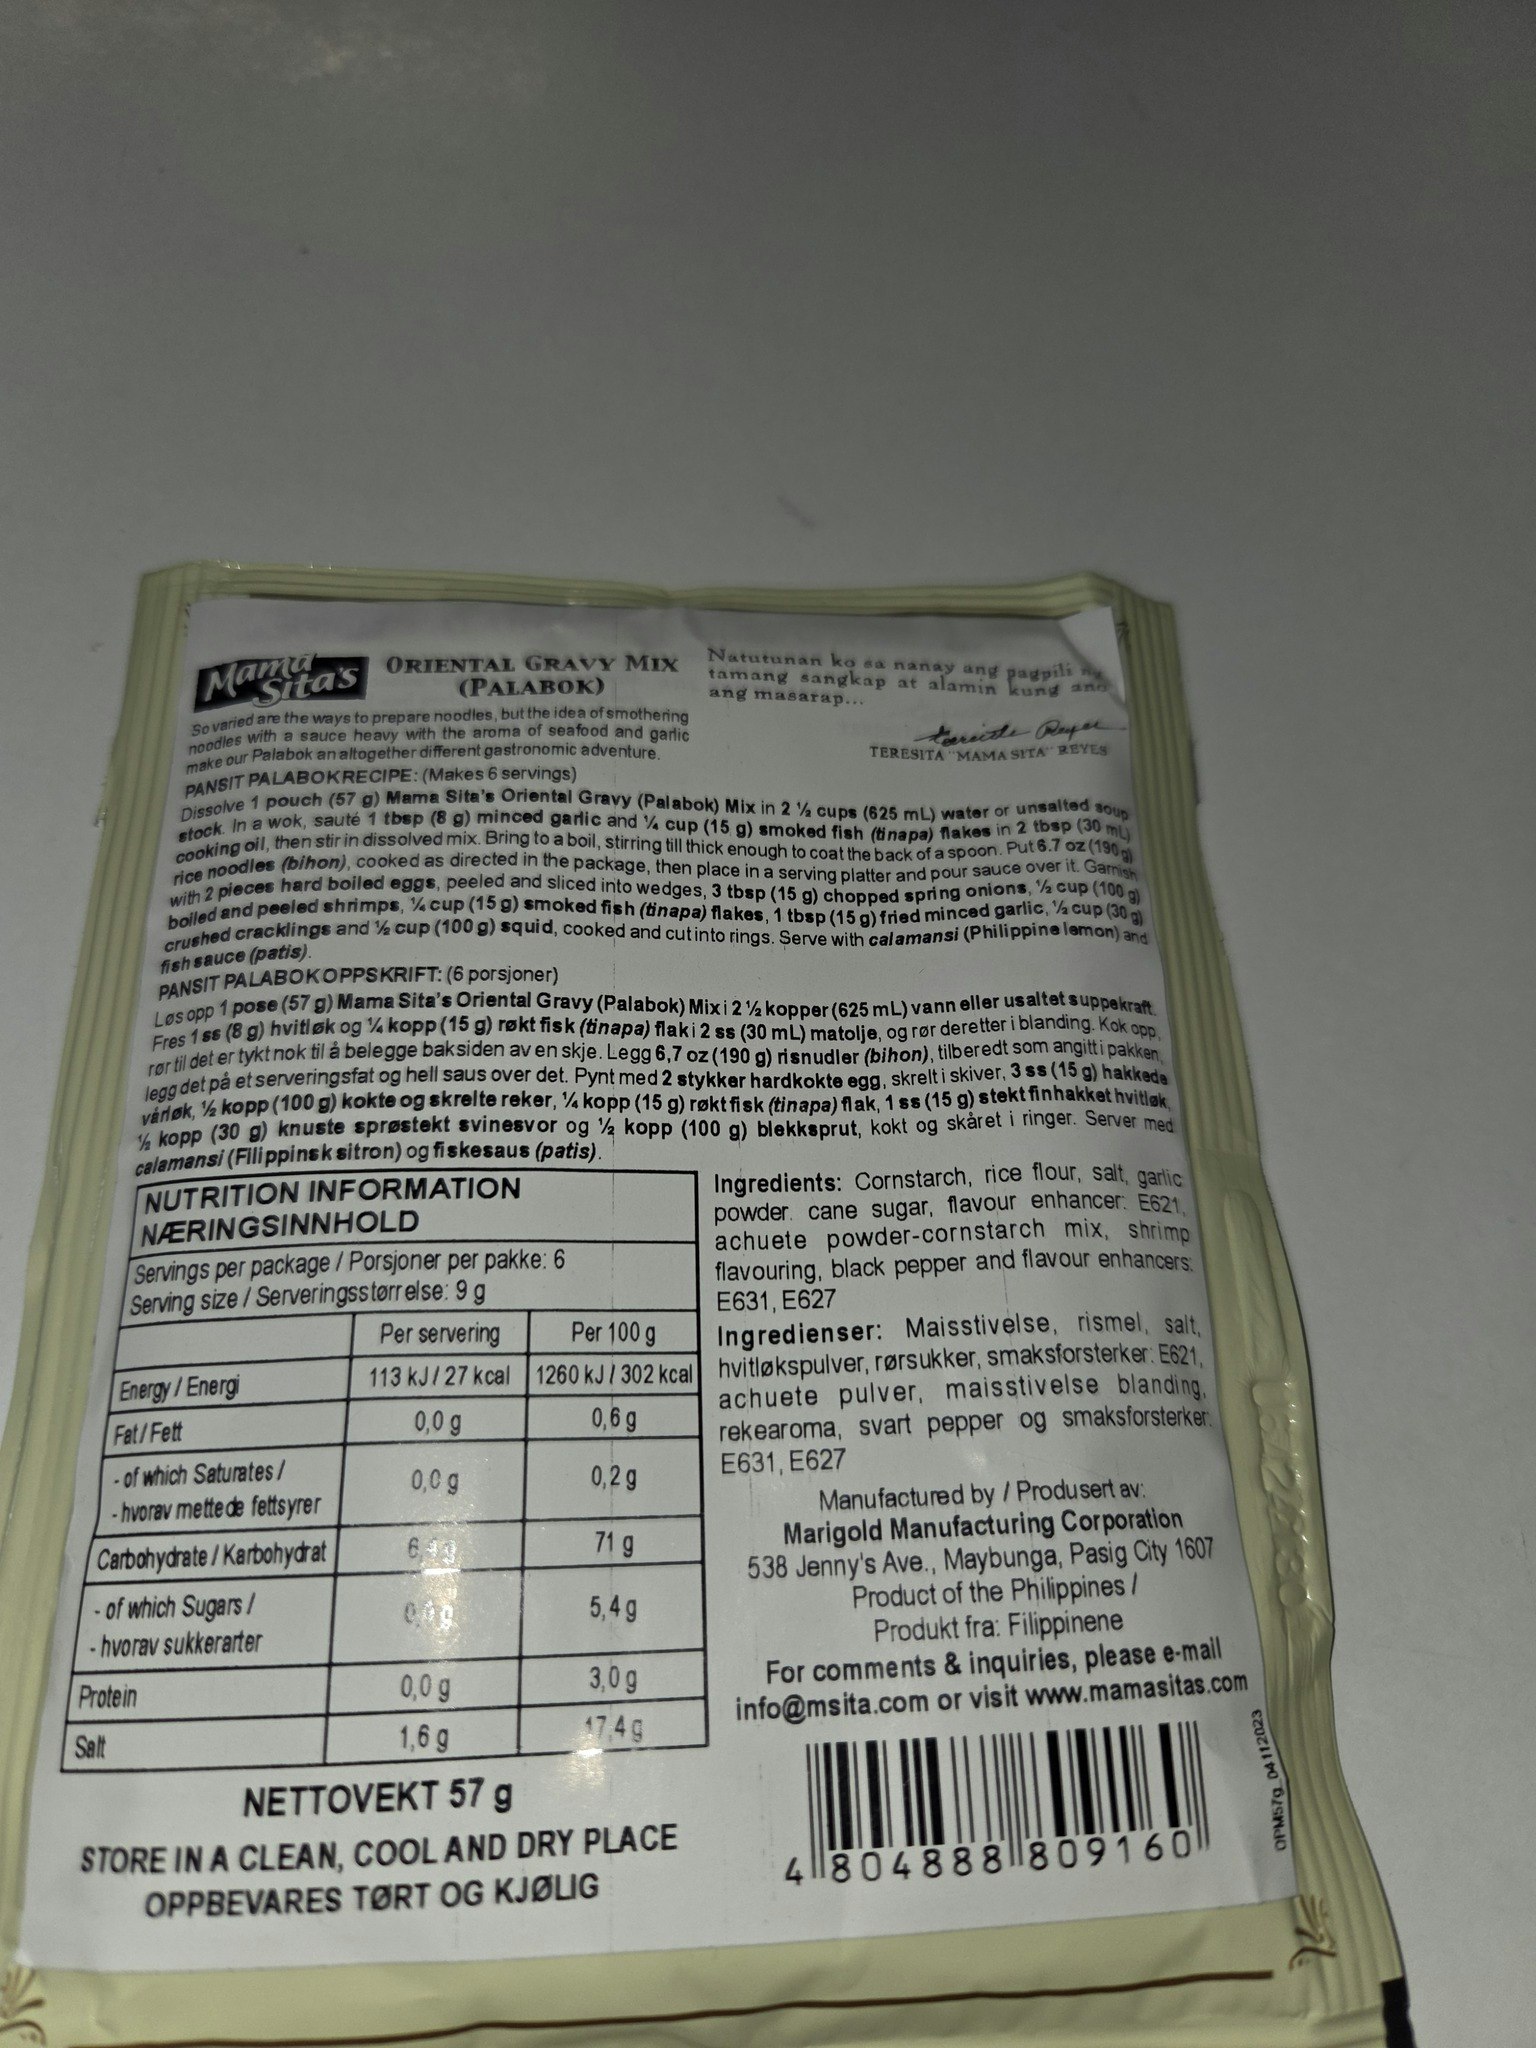 Mama Sita's
ORIENTAL GRAVY MIX
(PALABOK)
So varied are the ways to prepare noodles, but the idea of smothering
noodles with a sauce heavy with the aroma of seafood and garlic
make our Palabok an altogether different gastronomic adventure.
Natutunan ko sa nanay ang pagpili ng
tamang sangkap at alamin kung ano
ang masarap...
Teresita Reyes
TERESITA "MAMA SITA" REYES
PANSIT PALABOK RECIPE: (Makes 6 servings)
Dissolve 1 pouch (57 g) Mama Sita's Oriental Gravy (Palabok) Mix in 2 ½ cups (625 mL) water or unsalted soup
stock. In a wok, sauté 1 tbsp (8 g) minced garlic and ¼ cup (15 g) smoked fish (tinapa) flakes in 2 tbsp (30 mL)
cooking oil, then stir in dissolved mix. Bring to a boil, stirring till thick enough to coat the back of a spoon. Put 6.7 oz (190 g)
rice noodles (bihon), cooked as directed in the package, then place in a serving platter and pour sauce over it. Garnish
with 2 pieces hard boiled eggs, peeled and sliced into wedges, 3 tbsp (15 g) chopped spring onions, ½ cup (100 g)
boiled and peeled shrimps, ¼ cup (15 g) smoked fish (tinapa) flakes, 1 tbsp (15 g) fried minced garlic, ½ cup (30 g)
crushed cracklings and ½ cup (100 g) squid, cooked and cut into rings. Serve with calamansi (Philippine lemon) and
fish sauce (patis).
PANSIT PALABOK OPPSKRIFT: (6 porsjoner)
Løs opp 1 pose (57 g) Mama Sita's Oriental Gravy (Palabok) Mix i 2 ½ kopper (625 mL) vann eller usaltet suppekraft.
Fres 1 ss (8 g) hvitløk og ¼ kopp (15 g) røkt fisk (tinapa) flak i 2 ss (30 mL) matolje, og rør deretter i blanding. Kok opp,
rør til det er tykt nok til å belegge baksiden av en skje. Legg 6,7 oz (190 g) risnudler (bihon), tilberedt som angitt i pakken,
legg det på et serveringsfat og hell saus over det. Pynt med 2 stykker hardkokte egg, skrelt i skiver, 3 ss (15 g) hakkede
vårløk, ½ kopp (100 g) kokte og skrelte reker, ¼ kopp (15 g) røkt fisk (tinapa) flak, 1 ss (15 g) stekt finhakket hvitløk,
½ kopp (30 g) knuste sprøstekt svinesvor og ½ kopp (100 g) blekksprut, kokt og skåret i ringer. Server med
calamansi (Filippinsk sitron) og fiskesaus (patis).
NUTRITION INFORMATION
NÆRINGSINNHOLD
Servings per package / Porsjoner per pakke: 6
Serving size / Serveringsstørrelse: 9 g
Per servering Per 100 g
Energy / Energi 113 kJ / 27 kcal 1260 kJ / 302 kcal
Fat / Fett 0,0 g 0,6 g
- of which Saturates /
- hvorav mettede fettsyrer 0,0 g 0,2 g
Carbohydrate / Karbohydrat 71 g
- of which Sugars /
- hvorav sukkerarter 5,4 g
Protein 0,0 g 3,0 g
Salt 1,6 g 17,4 g
NETTOVEKT 57 g
STORE IN A CLEAN, COOL AND DRY PLACE
OPPBEVARES TØRT OG KJØLIG
Ingredients: Cornstarch, rice flour, salt, garlic
powder. cane sugar, flavour enhancer: E621,
achuete powder-cornstarch mix, shrimp
flavouring, black pepper and flavour enhancers:
E631, E627
Ingredienser: Maisstivelse, rismel, salt,
hvitløkspulver, rørsukker, smaksforsterker: E621,
achuete pulver, maisstivelse blanding,
rekearoma, svart pepper og smaksforsterker:
E631, E627
Manufactured by / Produsert av:
Marigold Manufacturing Corporation
538 Jenny's Ave., Maybunga, Pasig City 1607
Product of the Philippines /
Produkt fra: Filippinene
For comments & inquiries, please e-mail
info@msita.com or visit www.mamasitas.com
4 804888 809160
OPM57g_04112023